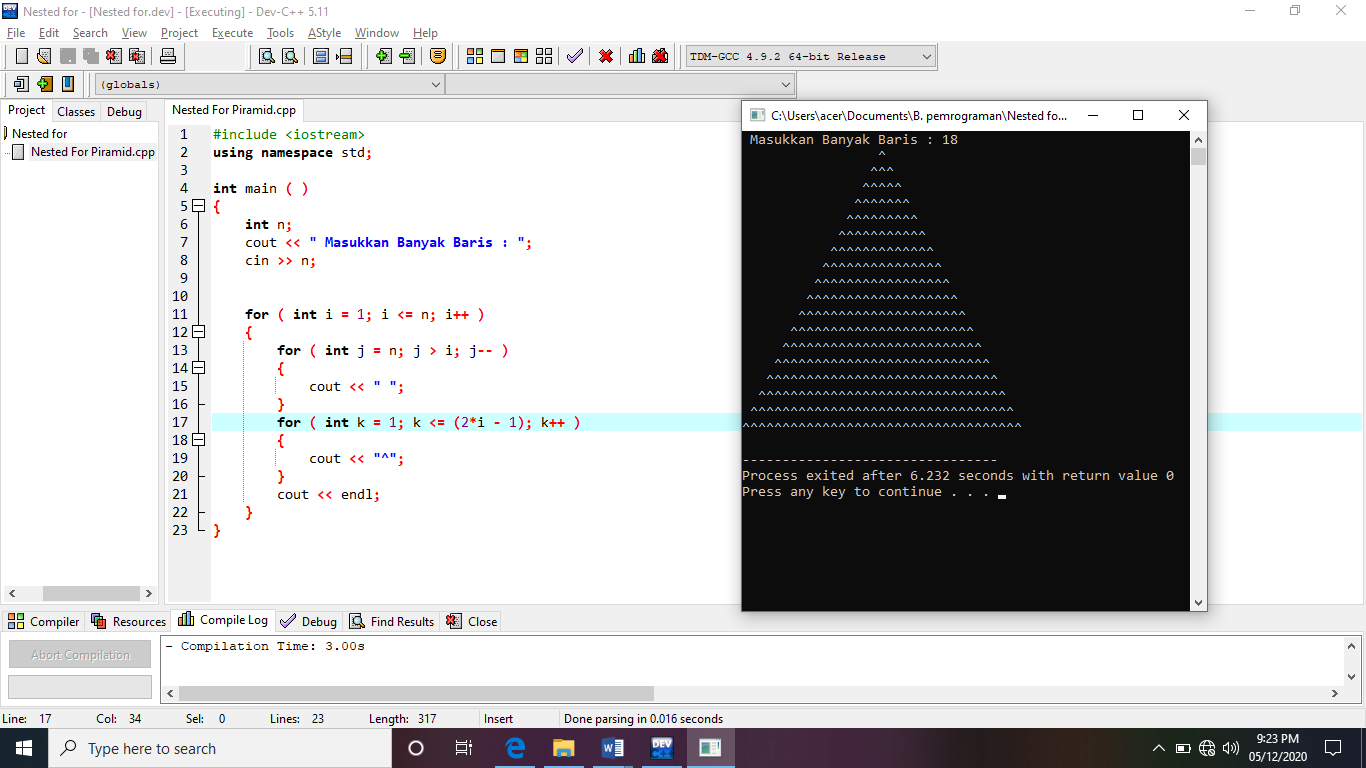 Nested for - [Nested for.dev] - [Executing] - Dev-C++ 5.11
File Edit Search View Project Execute Tools AStyle Window Help
TDM-GCC 4.9.2 64-bit Release
(globals)
Project Classes Debug
Nested for
Nested For Piramid.cpp
Nested For Piramid.cpp
1 #include <iostream>
2 using namespace std;
3
4 int main ( )
5 {
6 int n;
7 cout << " Masukkan Banyak Baris : ";
8 cin >> n;
9
10
11 for ( int i = 1; i <= n; i++ )
12 {
13 for ( int j = n; j > i; j-- )
14 {
15 cout << " ";
16 }
17 for ( int k = 1; k <= (2*i - 1); k++ )
18 {
19 cout << "^";
20 }
21 cout << endl;
22 }
23 }
C:\Users\acer\Documents\B. pemrograman\Nested fo...
Masukkan Banyak Baris : 18
^
^^^
^^^^^
^^^^^^^
^^^^^^^^^
^^^^^^^^^^^
^^^^^^^^^^^^^
^^^^^^^^^^^^^^^
^^^^^^^^^^^^^^^^^
^^^^^^^^^^^^^^^^^^^
^^^^^^^^^^^^^^^^^^^^^
^^^^^^^^^^^^^^^^^^^^^^^
^^^^^^^^^^^^^^^^^^^^^^^^^
^^^^^^^^^^^^^^^^^^^^^^^^^^^
^^^^^^^^^^^^^^^^^^^^^^^^^^^^^
^^^^^^^^^^^^^^^^^^^^^^^^^^^^^^^
^^^^^^^^^^^^^^^^^^^^^^^^^^^^^^^^^
^^^^^^^^^^^^^^^^^^^^^^^^^^^^^^^^^^^
--------------------------------
Process exited after 6.232 seconds with return value 0
Press any key to continue . . .
Compiler Resources Compile Log Debug Find Results Close
Abort Compilation
- Compilation Time: 3.00s
Line: 17 Col: 34 Sel: 0 Lines: 23 Length: 317 Insert Done parsing in 0.016 seconds
Type here to search
9:23 PM
05/12/2020